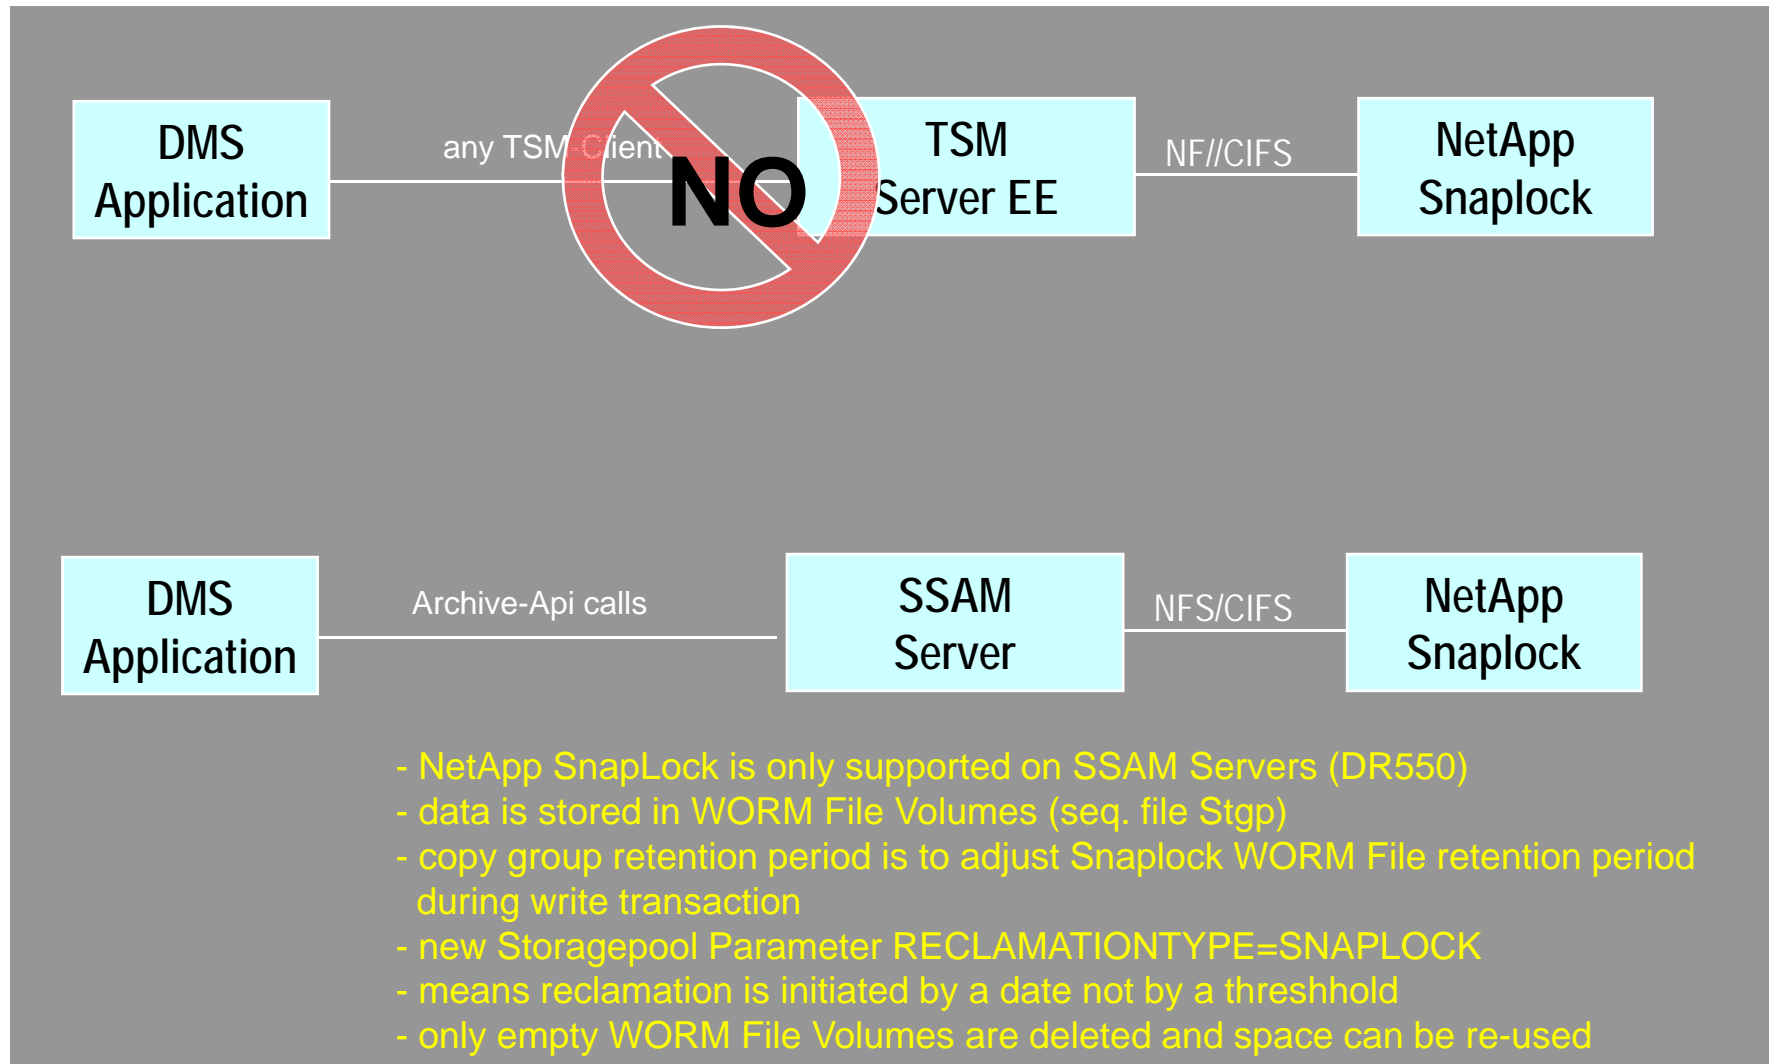 DMS
Application
any TSM-Client
NO
TSM
Server EE
NF//CIFS
NetApp
Snaplock
DMS
Application
Archive-Api calls
SSAM
Server
NFS/CIFS
NetApp
Snaplock
- NetApp SnapLock is only supported on SSAM Servers (DR550)
- data is stored in WORM File Volumes (seq. file Stgp)
- copy group retention period is to adjust Snaplock WORM File retention period
during write transaction
- new Storagepool Parameter RECLAMATIONTYPE=SNAPLOCK
- means reclamation is initiated by a date not by a threshhold
- only empty WORM File Volumes are deleted and space can be re-used